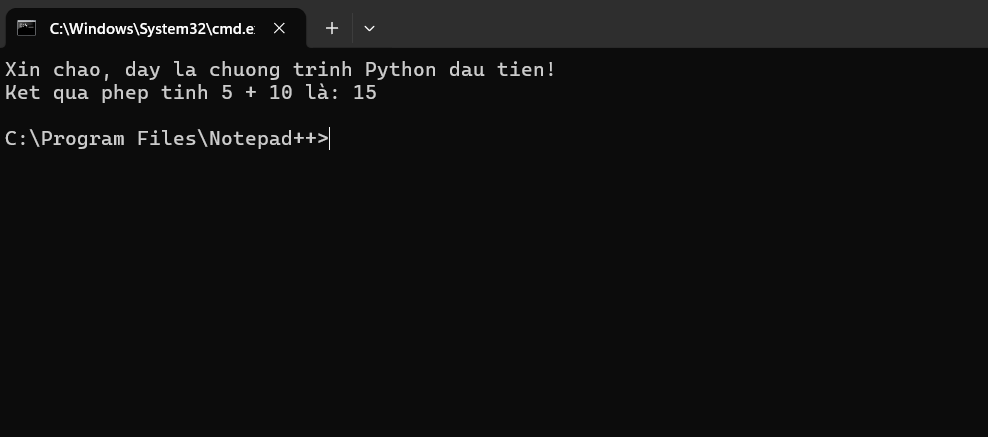 C:\Windows\System32\cmd.e
Xin chao, day la chuong trinh Python dau tien!
Ket qua phep tinh 5 + 10 là: 15
C:\Program Files\Notepad++>